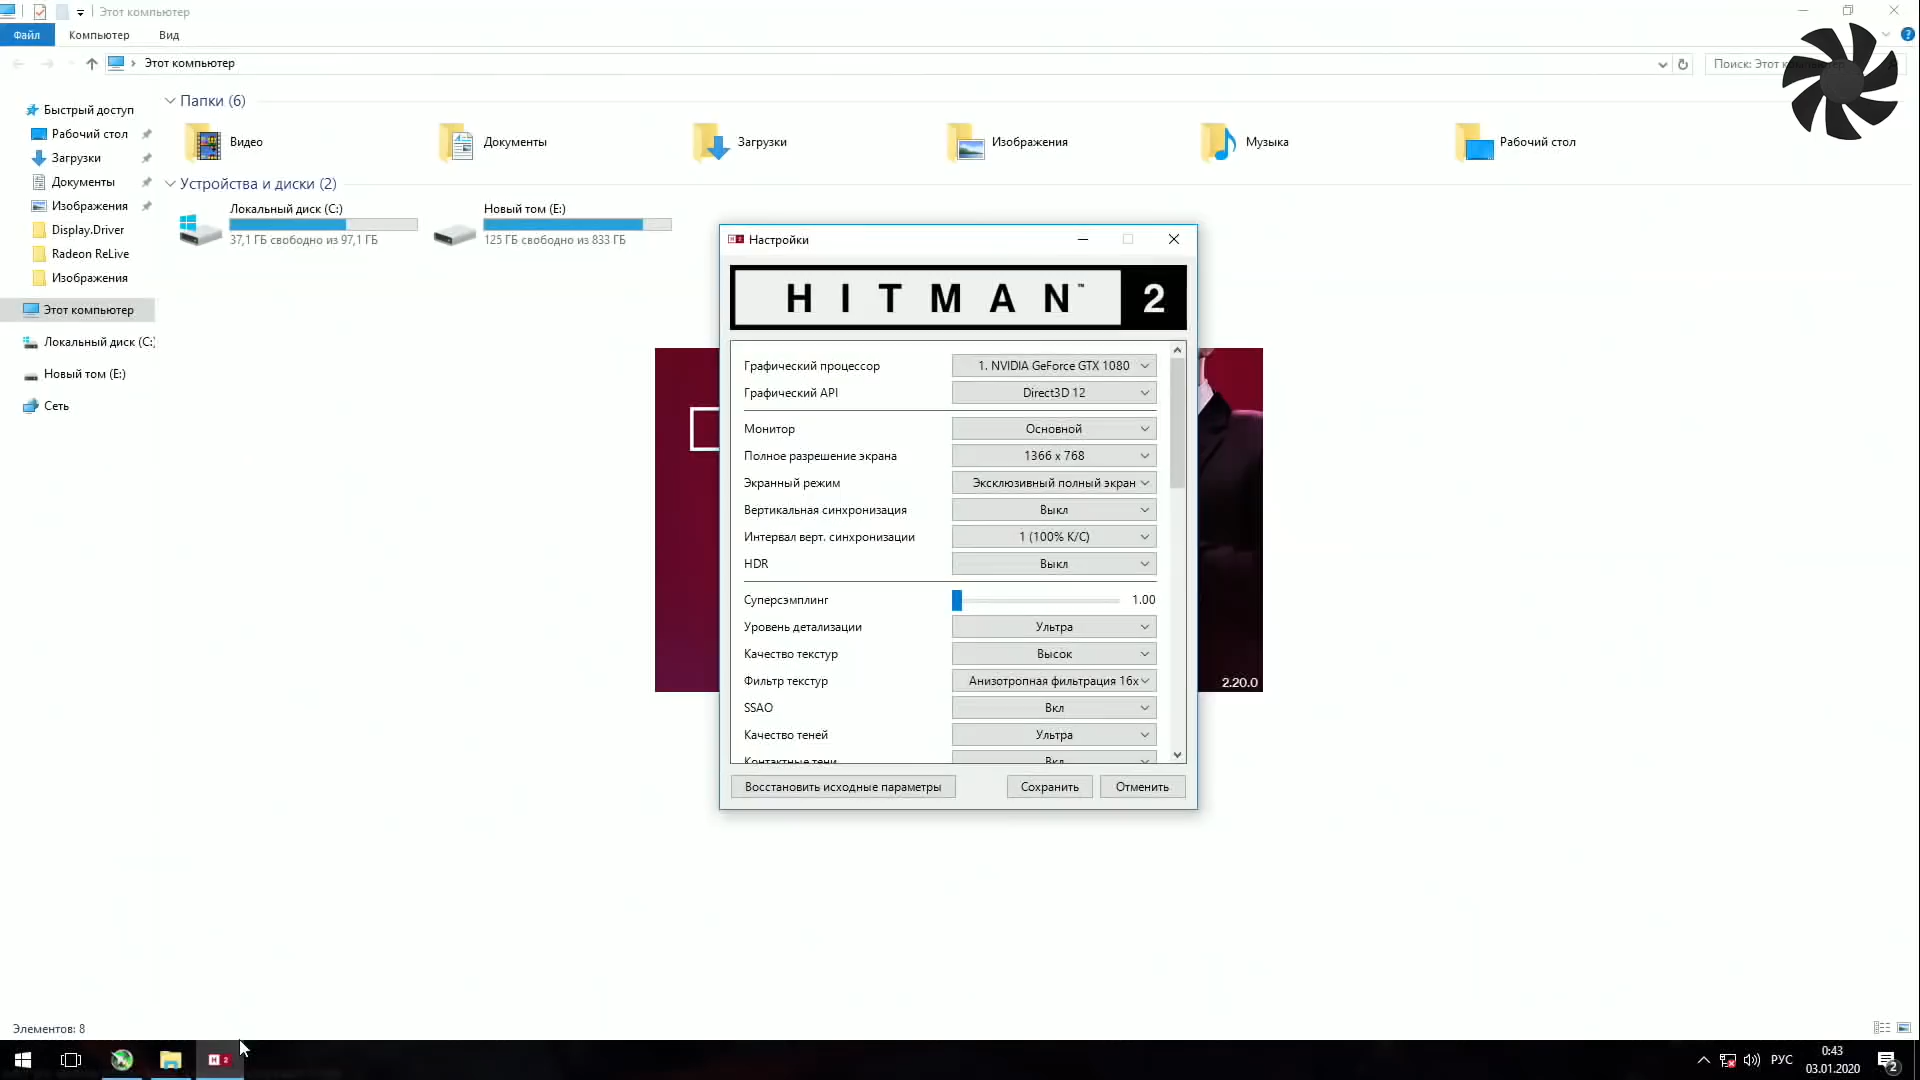 Этот компьютер
Файл Компьютер Вид
Этот компьютер
Поиск: Этот
Быстрый доступ
Рабочий стол
Загрузки
Документы
Изображения
Display.Driver
Radeon ReLive
Изображения
Этот компьютер
Локальный диск (C:)
Новый том (E:)
Сеть
Папки (6)
Видео
Документы
Загрузки
Изображения
Музыка
Рабочий стол
Устройства и диски (2)
Локальный диск (C:)
37,1 ГБ свободно из 97,1 ГБ
Новый том (E:)
125 ГБ свободно из 833 ГБ
Настройки
HITMAN™ 2
Графический процессор 1. NVIDIA GeForce GTX 1080
Графический API Direct3D 12
Монитор Основной
Полное разрешение экрана 1366 x 768
Экранный режим Эксклюзивный полный экран
Вертикальная синхронизация Выкл
Интервал верт. синхронизации 1 (100% К/С)
HDR Выкл
Суперсэмплинг 1.00
Уровень детализации Ультра
Качество текстур Высок
Фильтр текстур Анизотропная фильтрация 16x
SSAO Вкл
Качество теней Ультра
Контактные тени Вкл
Восстановить исходные параметры Сохранить Отменить
2.20.0
Элементов: 8
H 2
РУС
0:43
03.01.2020
2